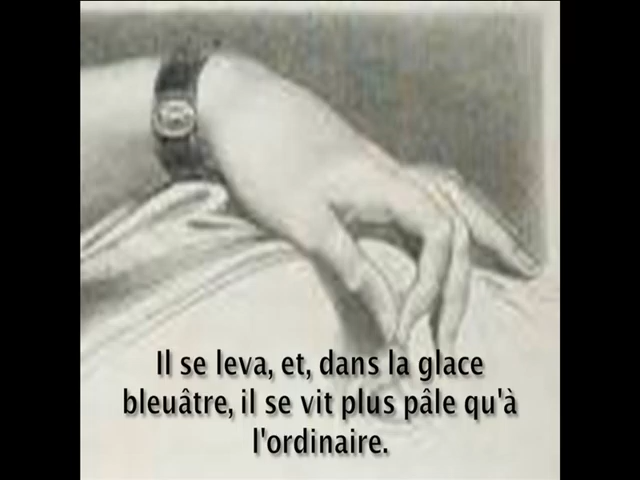 Il se leva, et, dans la glace
bleuâtre, il se vit plus pâle qu'à
l'ordinaire.